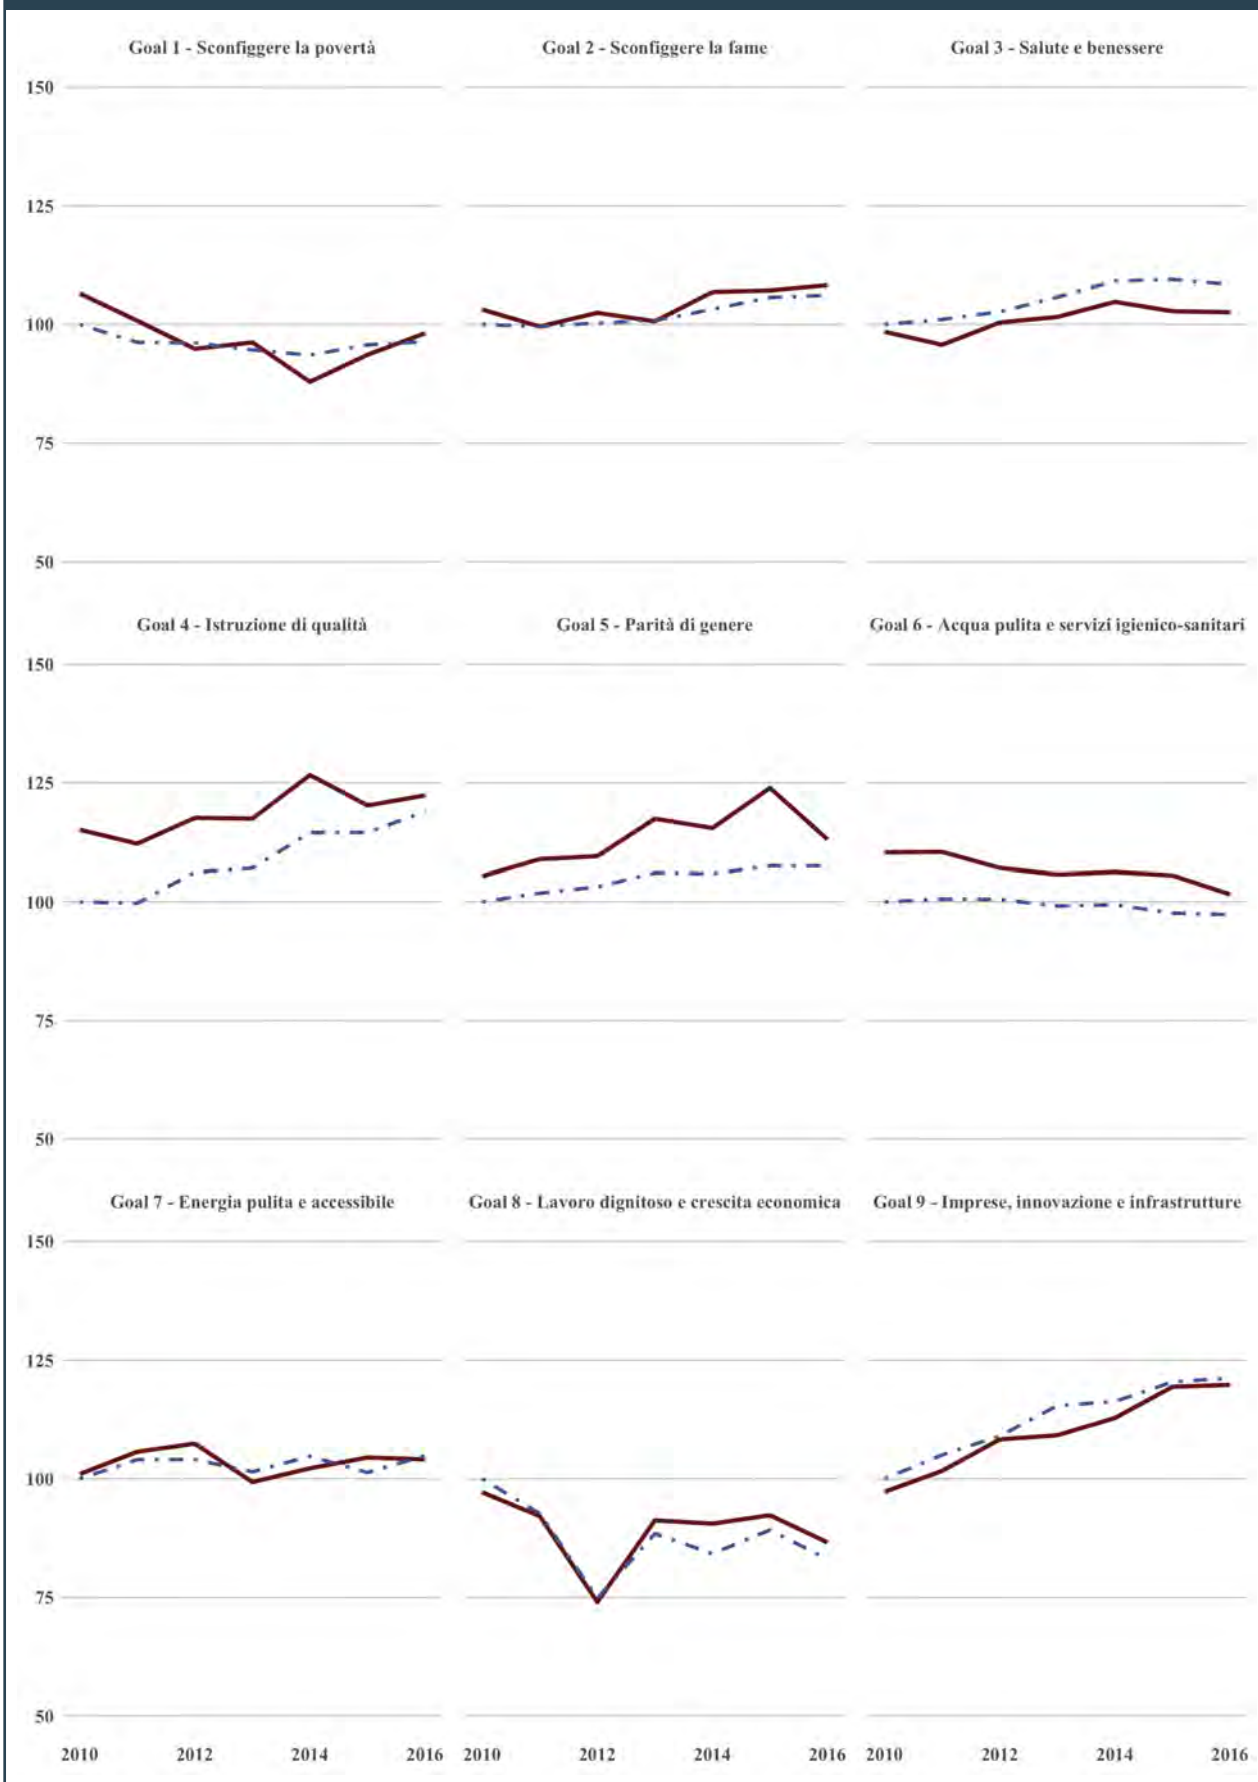 Goal 1 - Sconfiggere la povertà
Goal 2 - Sconfiggere la fame
Goal 3 - Salute e benessere
150
125
100
75
50
Goal 4 - Istruzione di qualità
Goal 5 - Parità di genere
Goal 6 - Acqua pulita e servizi igienico-sanitari
150
125
100
75
50
Goal 7 - Energia pulita e accessibile
Goal 8 - Lavoro dignitoso e crescita economica
Goal 9 - Imprese, innovazione e infrastrutture
150
125
100
75
50
2010 2012 2014 2016 2010 2012 2014 2016 2010 2012 2014 2016